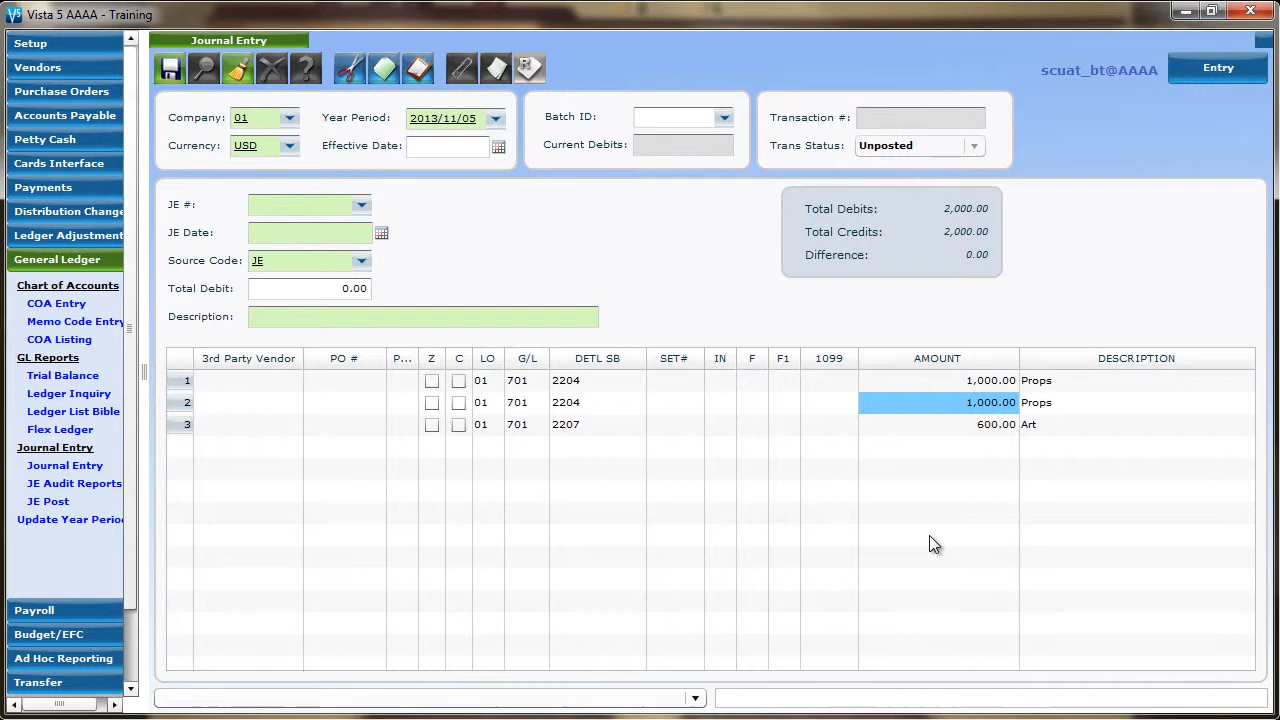 Vista 5 AAAA - Training
Setup
Vendors
Purchase Orders
Accounts Payable
Petty Cash
Cards Interface
Payments
Distribution Change
Ledger Adjustment
General Ledger
Chart of Accounts
COA Entry
Memo Code Entry
COA Listing
GL Reports
Trial Balance
Ledger Inquiry
Ledger List Bible
Flex Ledger
Journal Entry
Journal Entry
JE Audit Reports
JE Post
Update Year Perio
Payroll
Budget/EFC
Ad Hoc Reporting
Transfer
Journal Entry
scuat_bt@AAAA
Entry
Company: 01 Year Period: 2013/11/05
Currency: USD Effective Date:
Batch ID:
Current Debits:
Transaction #:
Trans Status: Unposted
JE #:
JE Date:
Source Code: JE
Total Debit: 0.00
Description:
Total Debits: 2,000.00
Total Credits: 2,000.00
Difference: 0.00
3rd Party Vendor PO # P... Z C LO G/L DETL SB SET# IN F F1 1099 AMOUNT DESCRIPTION
1 01 701 2204 1,000.00 Props
2 01 701 2204 1,000.00 Props
3 01 701 2207 600.00 Art